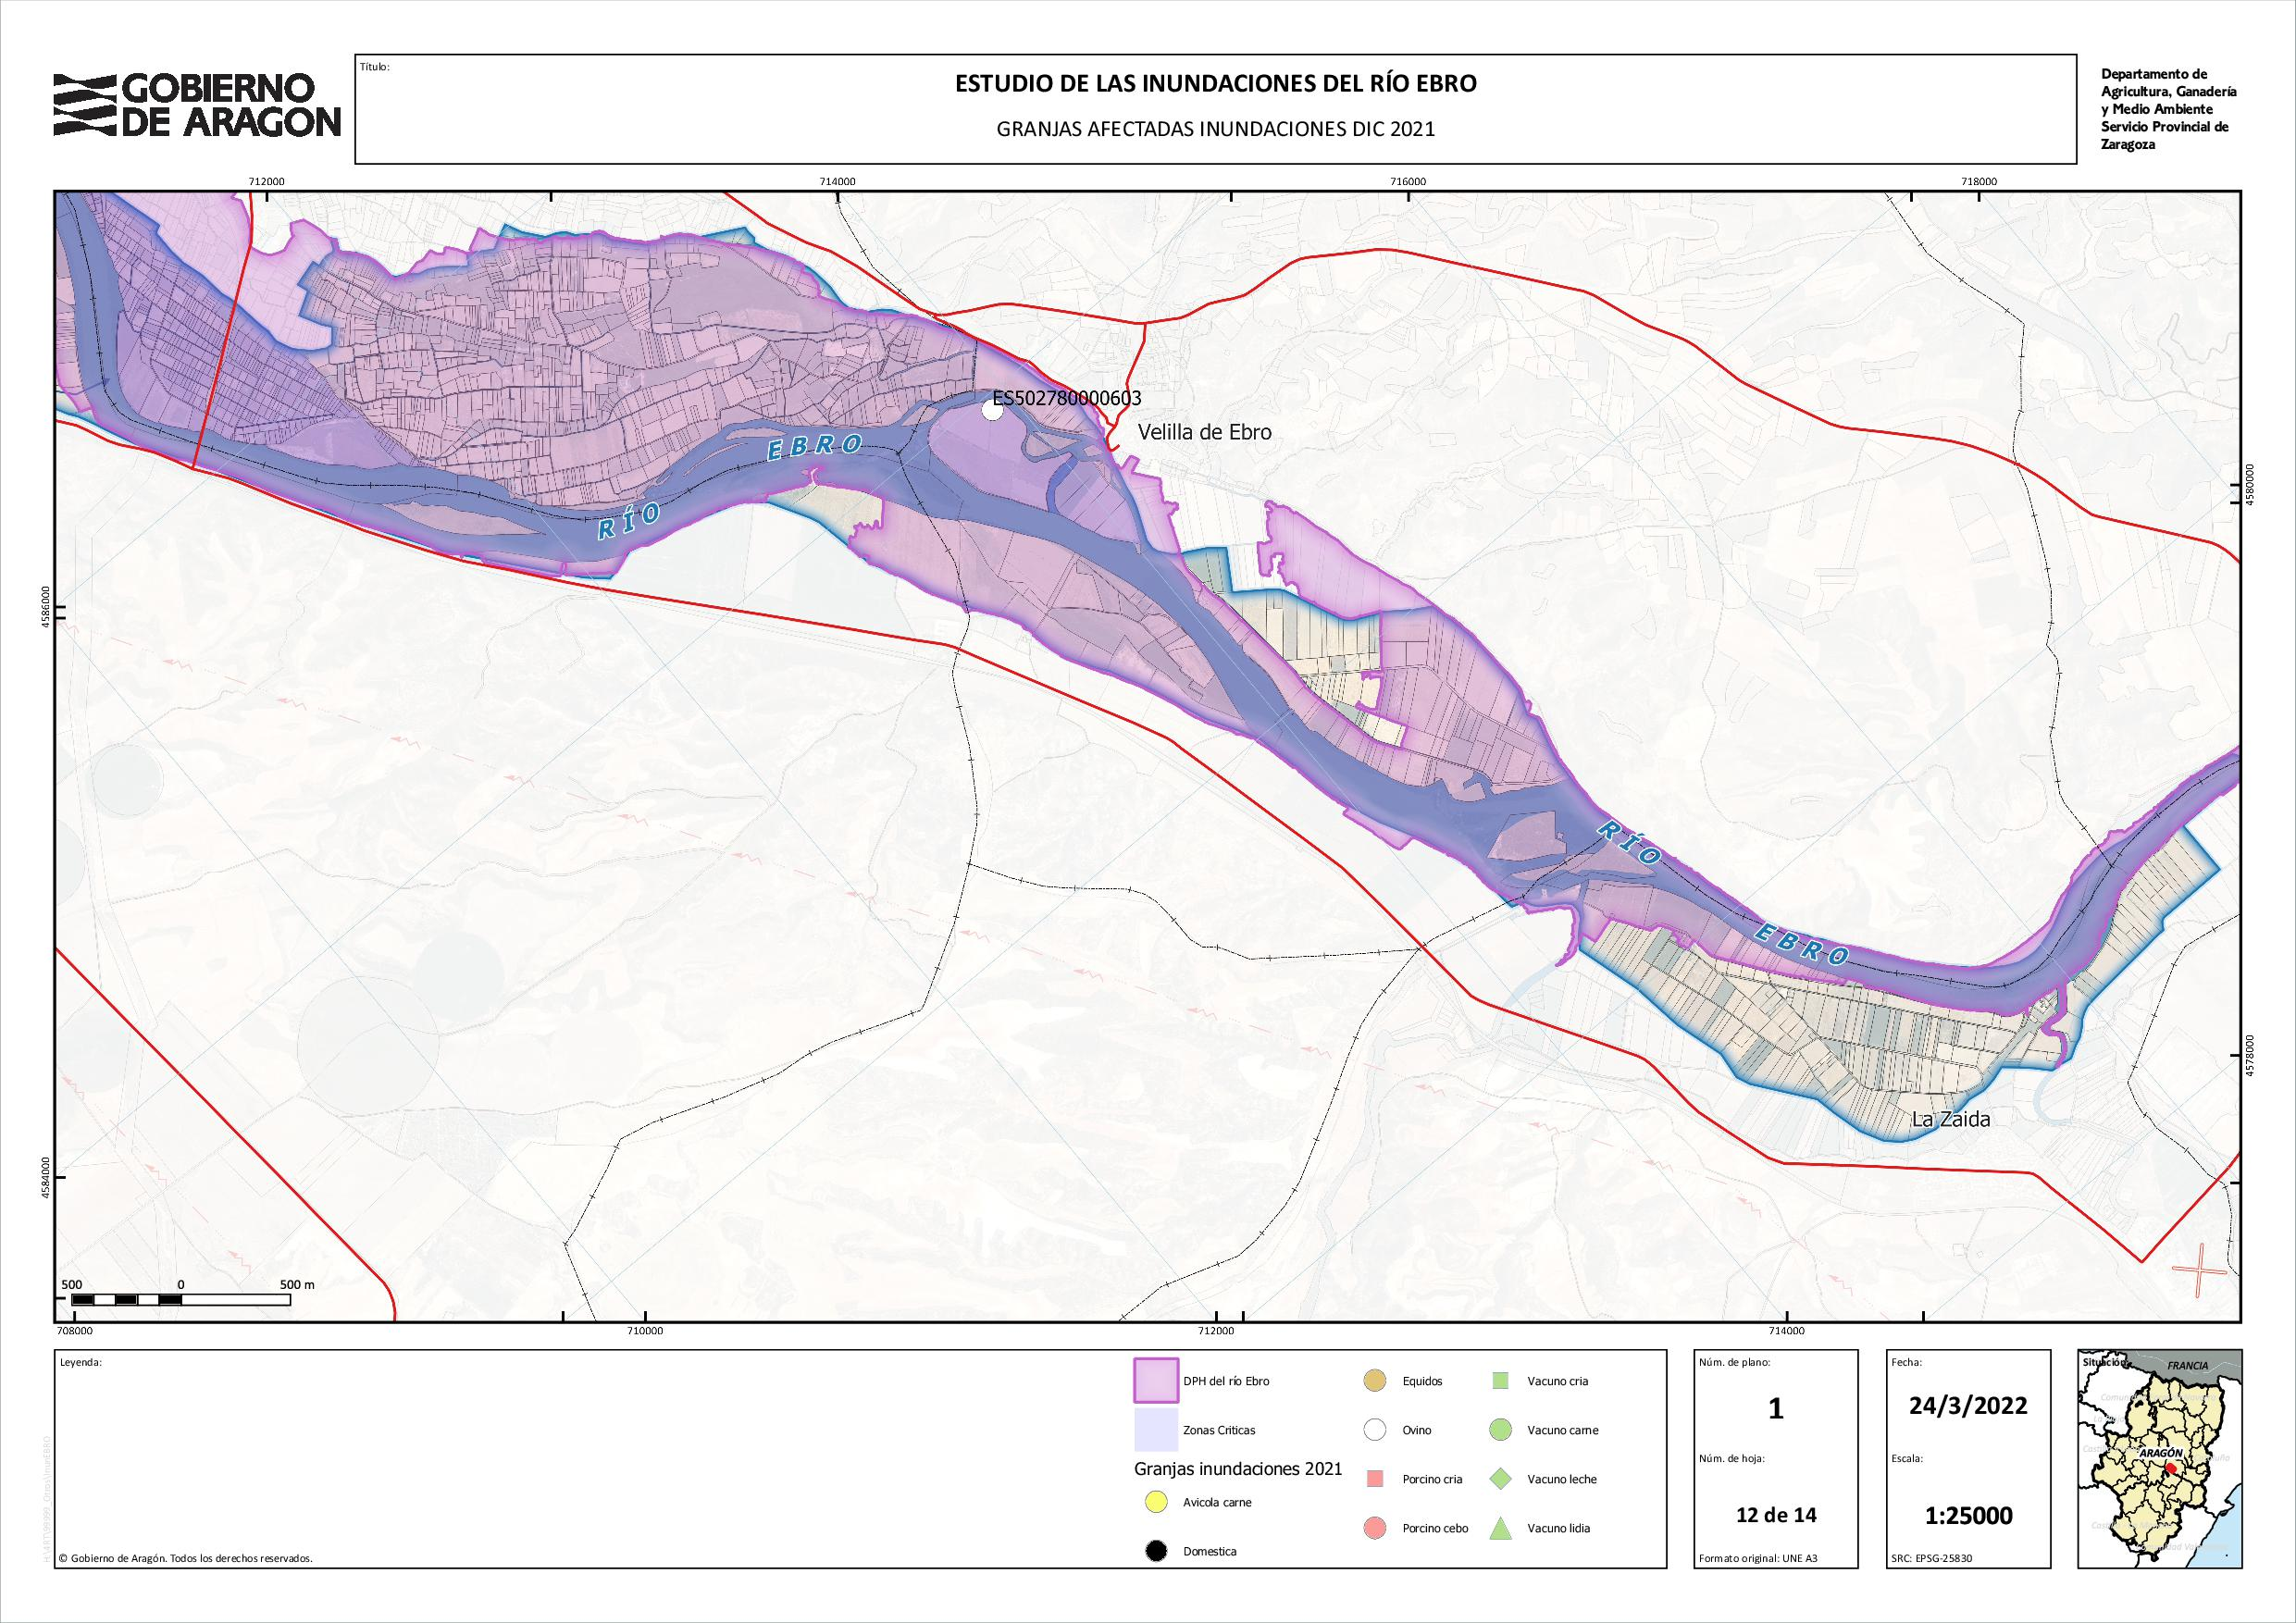 GOBIERNO
DE ARAGON
Título:
ESTUDIO DE LAS INUNDACIONES DEL RÍO EBRO
GRANJAS AFECTADAS INUNDACIONES DIC 2021
Departamento de
Agricultura, Ganadería
y Medio Ambiente
Servicio Provincial de
Zaragoza
712000
714000
716000
718000
ES502780000603
Velilla de Ebro
EBRO
RÍO
4580000
4586000
RÍO
EBRO
4578000
La Zaida
4584000
500 0 500 m
708000
710000
712000
714000
Leyenda:
DPH del río Ebro
Zonas Criticas
Granjas inundaciones 2021
Avicola carne
Domestica
Equidos
Ovino
Porcino cria
Porcino cebo
Vacuno cria
Vacuno carne
Vacuno leche
Vacuno lidia
© Gobierno de Aragón. Todos los derechos reservados.
Núm. de plano:
1
Núm. de hoja:
12 de 14
Formato original: UNE A3
Fecha:
24/3/2022
Escala:
1:25000
SRC: EPSG-25830
Situación:
FRANCIA
ARAGÓN